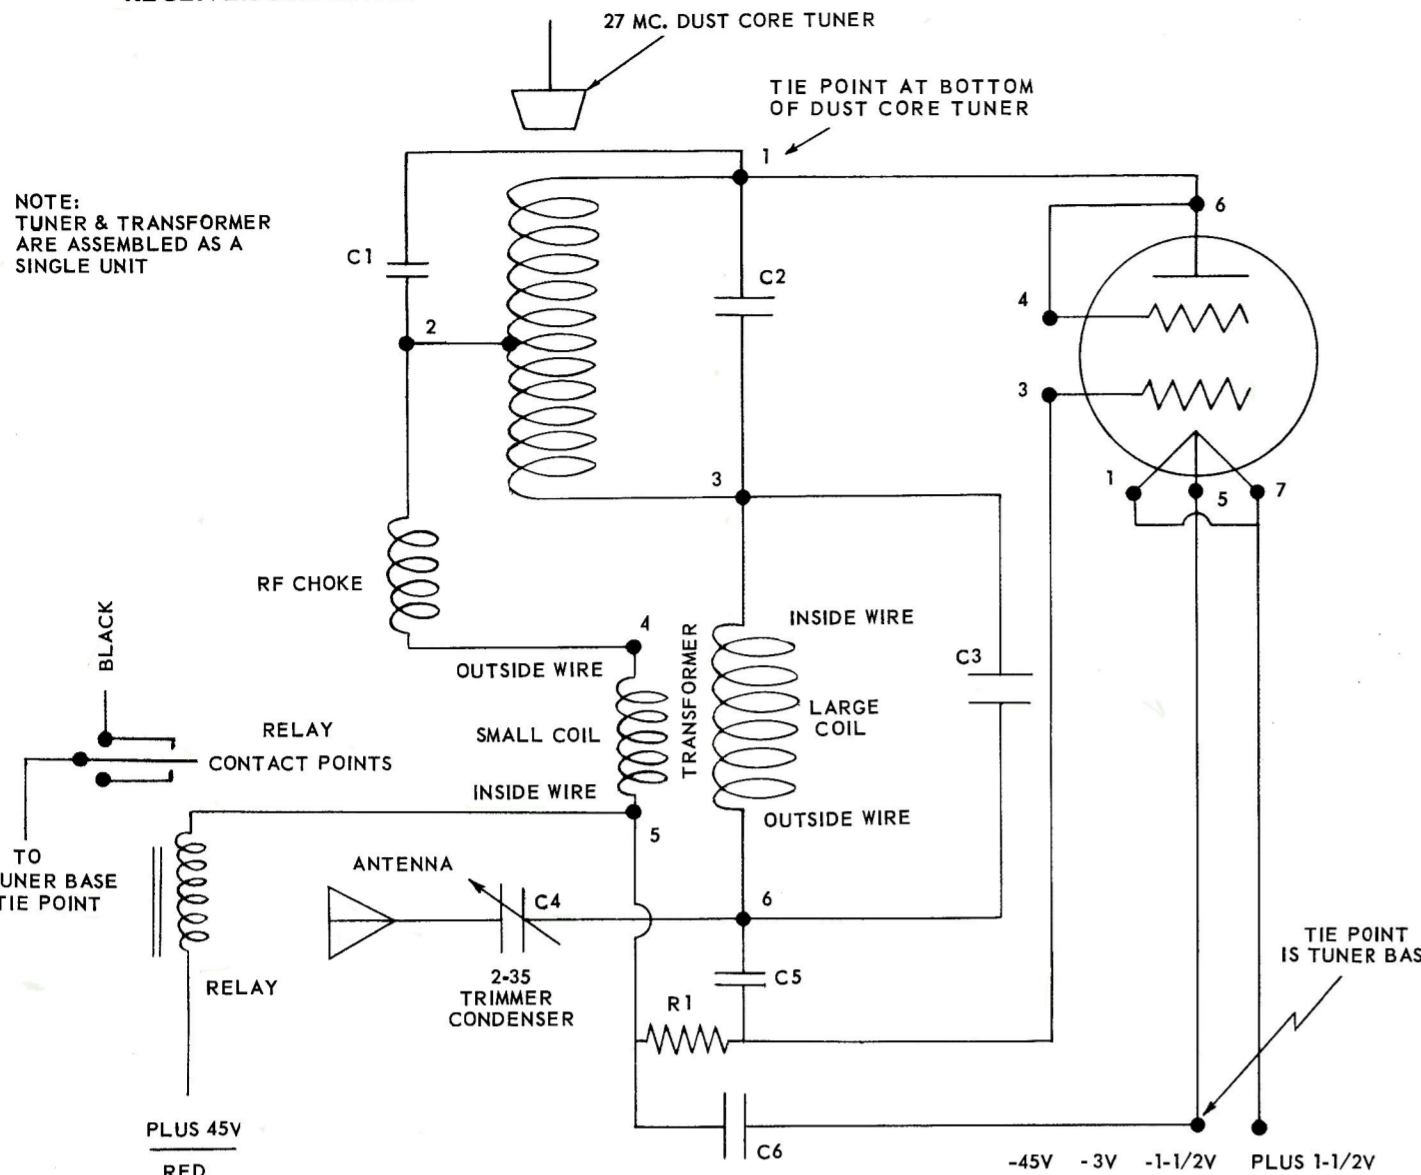 27 MC. DUST CORE TUNER
TIE POINT AT BOTTOM
OF DUST CORE TUNER
1
NOTE:
TUNER & TRANSFORMER
ARE ASSEMBLED AS A
SINGLE UNIT
6
C1
C2
4
2
3
3
1
5
7
RF CHOKE
BLACK
4
OUTSIDE WIRE
INSIDE WIRE
TRANSFORMER
C3
SMALL COIL
LARGE
COIL
RELAY
CONTACT POINTS
INSIDE WIRE
OUTSIDE WIRE
5
TO
UNER BASE
TIE POINT
ANTENNA
C4
6
TIE POINT
IS TUNER BAS
RELAY
2-35
TRIMMER
CONDENSER
C5
R1
PLUS 45V
RED
C6
-45V -3V -1-1/2V PLUS 1-1/2V